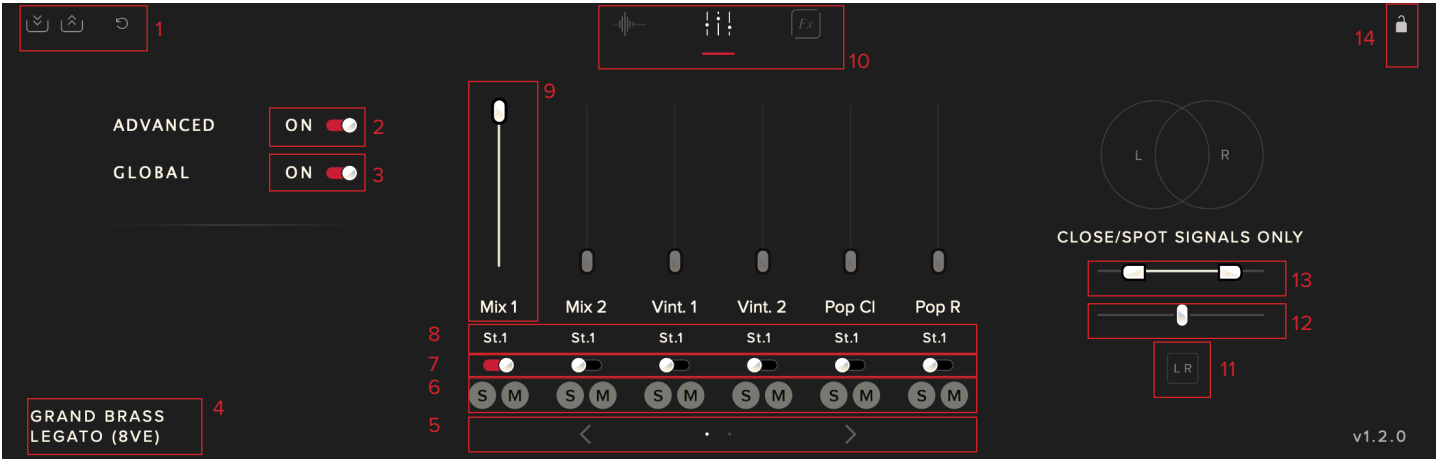 1
Fx
14
10
9
ADVANCED ON 2
GLOBAL ON 3
L R
CLOSE/SPOT SIGNALS ONLY
13
Mix 1 Mix 2 Vint. 1 Vint. 2 Pop Cl Pop R
12
8 St.1 St.1 St.1 St.1 St.1 St.1
7
L R 11
6 S M S M S M S M S M S M
4
GRAND BRASS
LEGATO (8VE)
5
v1.2.0